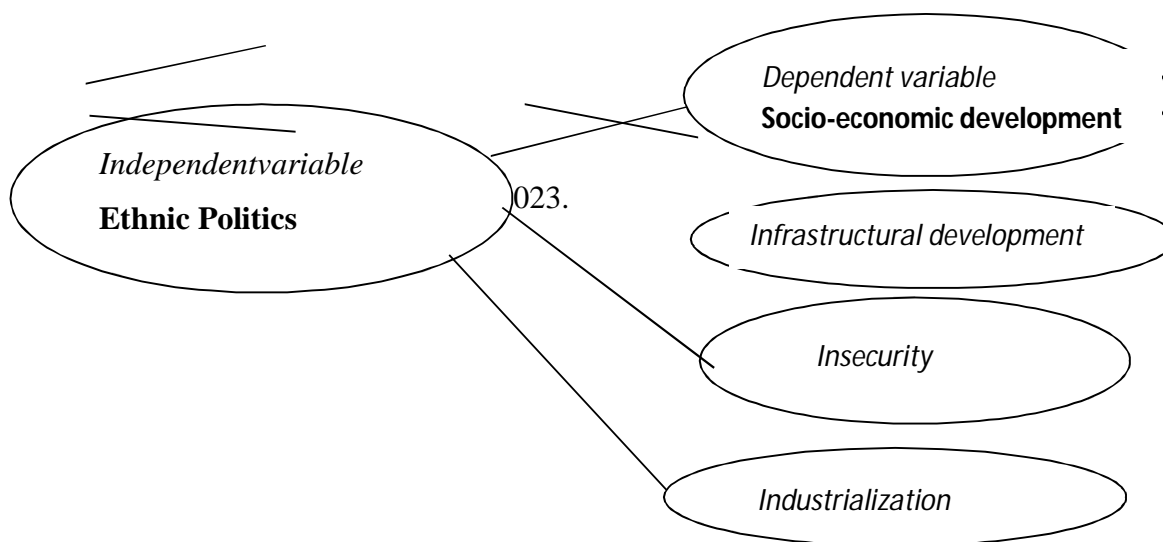 Dependent variable
Socio-economic development
Independentvariable
Ethnic Politics
023.
Infrastructural development
Insecurity
Industrialization